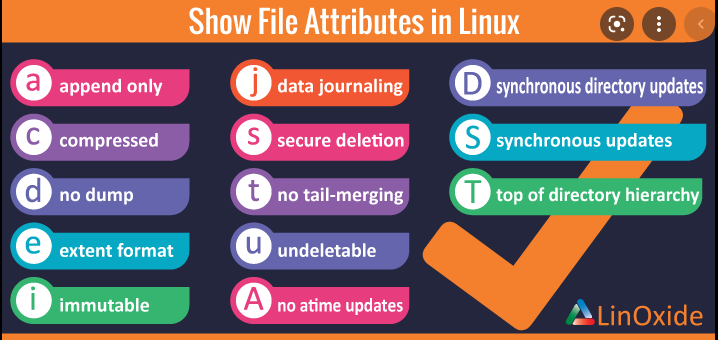 Show File Attributes in Linux
a append only
c compressed
d no dump
e extent format
i immutable
j data journaling
s secure deletion
t no tail-merging
u undeletable
A no atime updates
D synchronous directory updates
S synchronous updates
T top of directory hierarchy
LinOxide